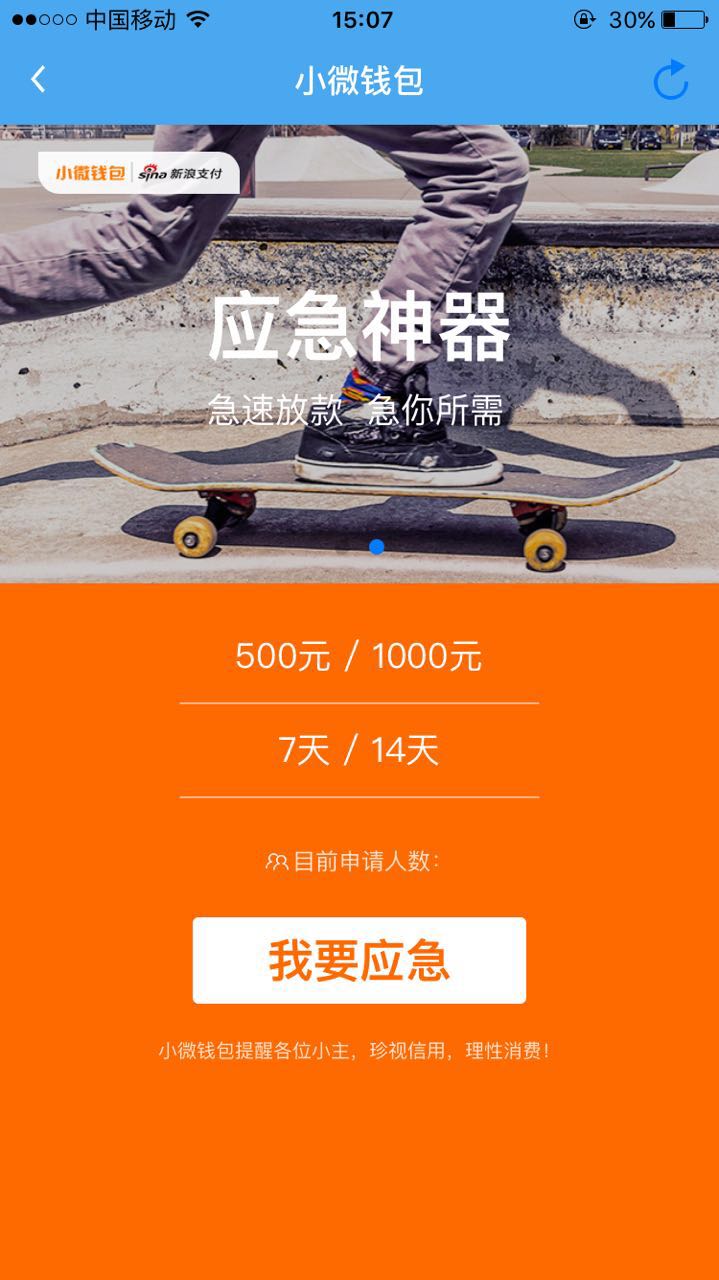 中国移动 15:07 30%
小微钱包
小微钱包 | sina 新浪支付
应急神器
急速放款 急你所需
500元 / 1000元
7天 / 14天
目前申请人数：
我要应急
小微钱包提醒各位小主，珍视信用，理性消费！